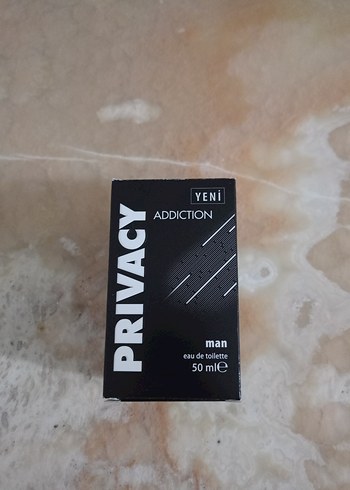 YENİ
ADDICTION
PRIVACY
man
eau de toilette
50 ml℮